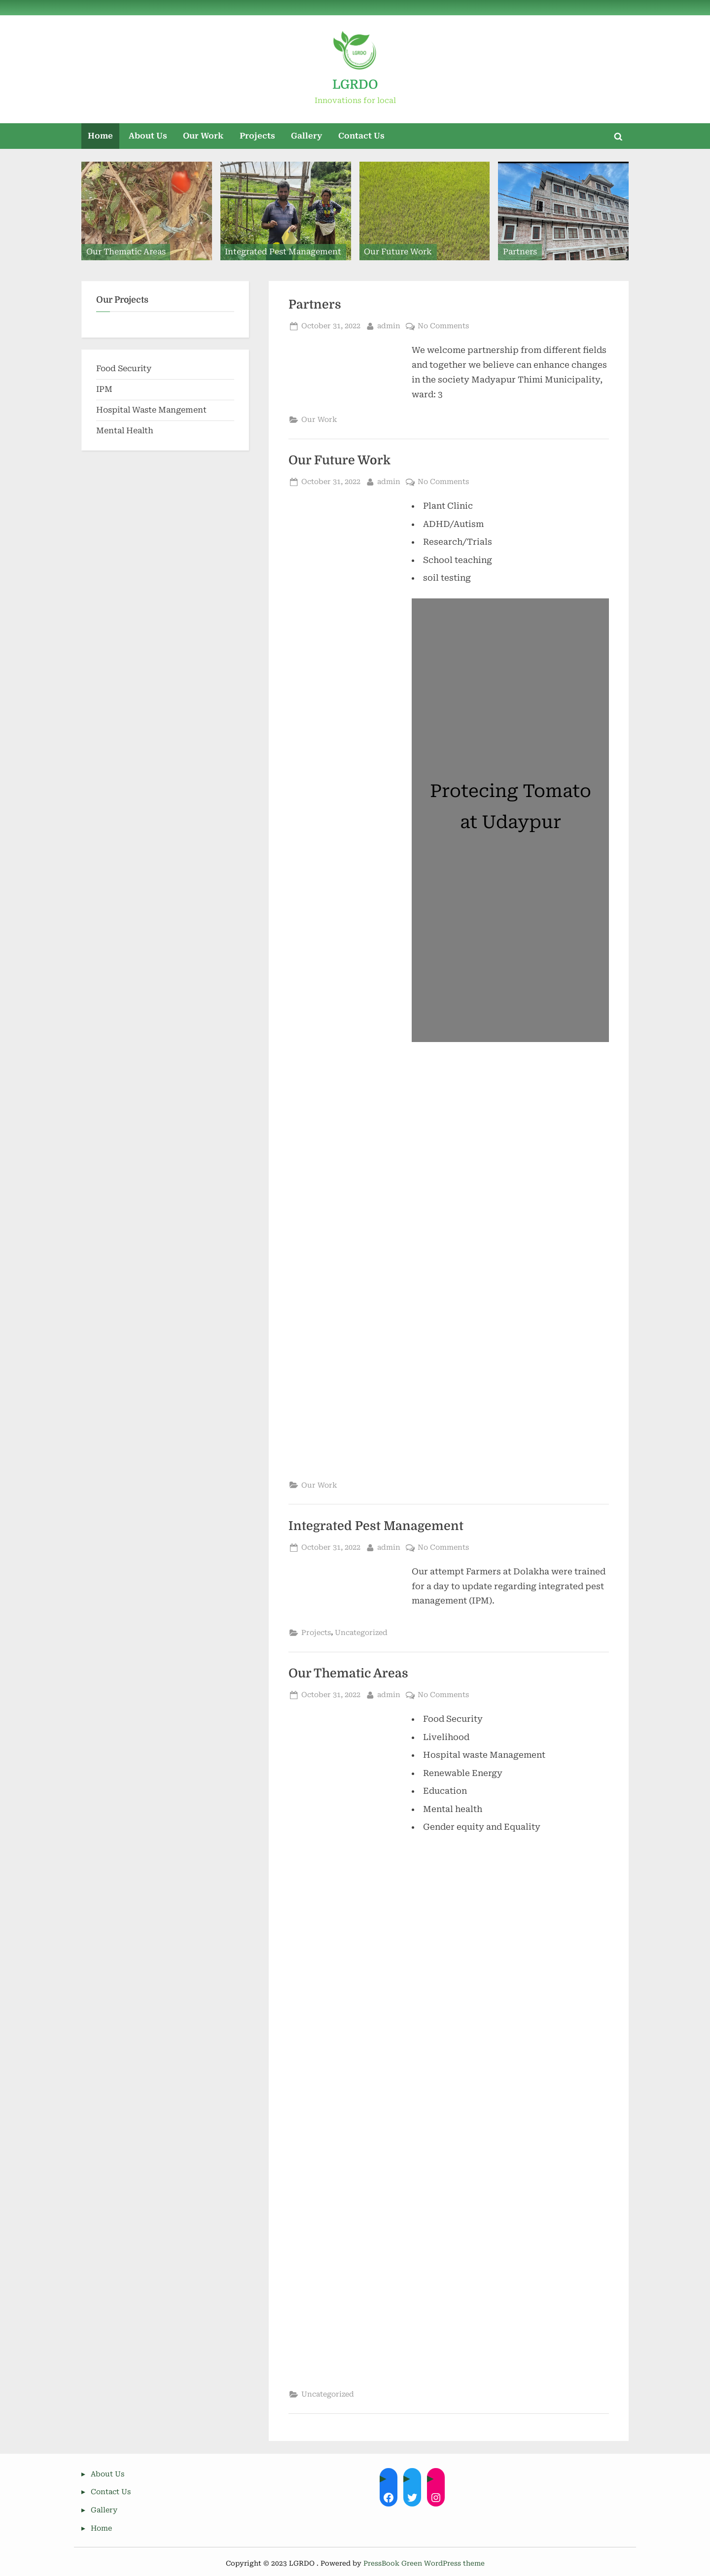 LGRDO
LGRDO
Innovations for local
Home About Us Our Work Projects Gallery Contact Us
Our Thematic Areas
Integrated Pest Management
Our Future Work
Partners
Our Projects
Food Security
IPM
Hospital Waste Mangement
Mental Health
Partners
October 31, 2022 admin No Comments
We welcome partnership from different fields
and together we believe can enhance changes
in the society Madyapur Thimi Municipality,
ward: 3
Our Work
Our Future Work
October 31, 2022 admin No Comments
• Plant Clinic
• ADHD/Autism
• Research/Trials
• School teaching
• soil testing
Protecing Tomato
at Udaypur
Our Work
Integrated Pest Management
October 31, 2022 admin No Comments
Our attempt Farmers at Dolakha were trained
for a day to update regarding integrated pest
management (IPM).
Projects, Uncategorized
Our Thematic Areas
October 31, 2022 admin No Comments
• Food Security
• Livelihood
• Hospital waste Management
• Renewable Energy
• Education
• Mental health
• Gender equity and Equality
Uncategorized
About Us
Contact Us
Gallery
Home
Copyright © 2023 LGRDO . Powered by PressBook Green WordPress theme